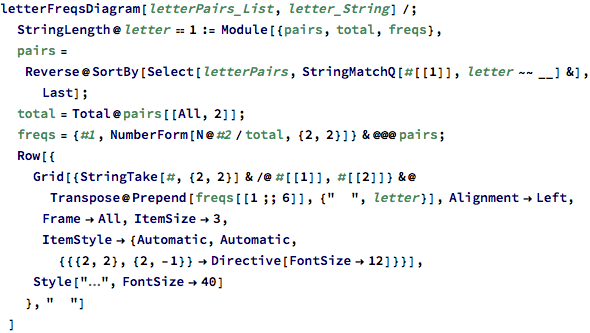 letterFreqsDiagram[letterPairs_List, letter_String] /;
StringLength@letter == 1 := Module[{pairs, total, freqs},
pairs =
Reverse@SortBy[Select[letterPairs, StringMatchQ[#[[1]], letter ~~ __] &],
Last];
total = Total@pairs[[All, 2]];
freqs = {#1, NumberForm[N@#2 / total, {2, 2}]} & @@@ pairs;
Row[{
Grid[{StringTake[#, {2, 2}] & /@ #[[1]], #[[2]]} &@
Transpose@Prepend[freqs[[1 ;; 6]], {"  ", letter}], Alignment → Left,
Frame → All, ItemSize → 3,
ItemStyle → {Automatic, Automatic,
{{{2, 2}, {2, -1}} → Directive[FontSize → 12]}}],
Style["…", FontSize → 40]
}, "  "]
]